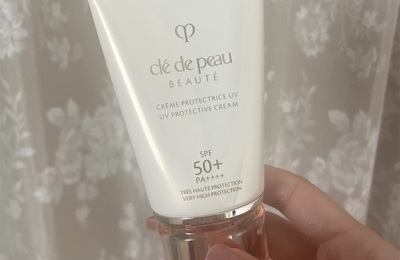 clé de peau
BEAUTÉ
CRÈME PROTECTRICE UV
UV PROTECTIVE CREAM
SPF
50+
PA++++
TRÈS HAUTE PROTECTION
VERY HIGH PROTECTION